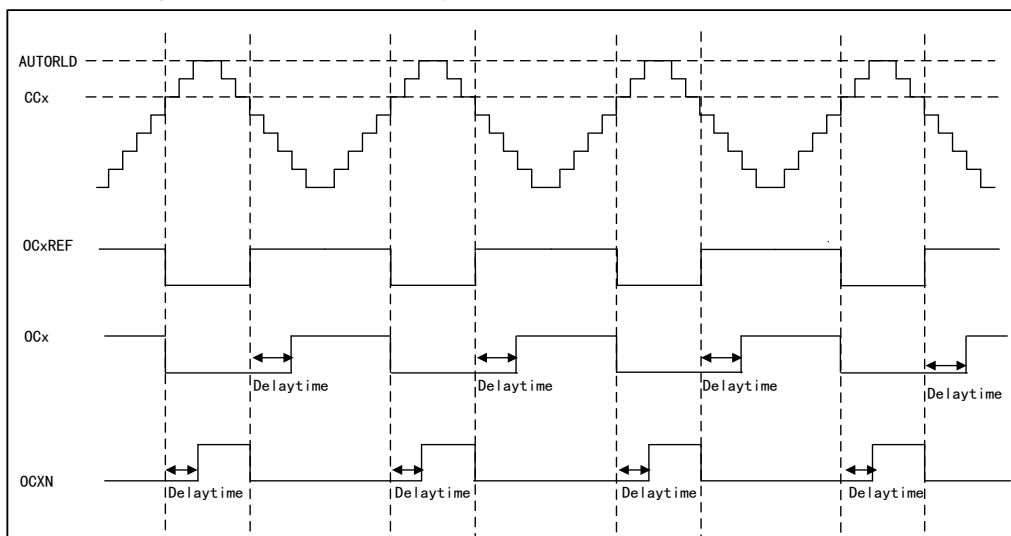 AUTORLD
CCx
OCxREF
OCx
Delaytime
Delaytime
Delaytime
Delaytime
OCXN
Delaytime
Delaytime
Delaytime
Delaytime